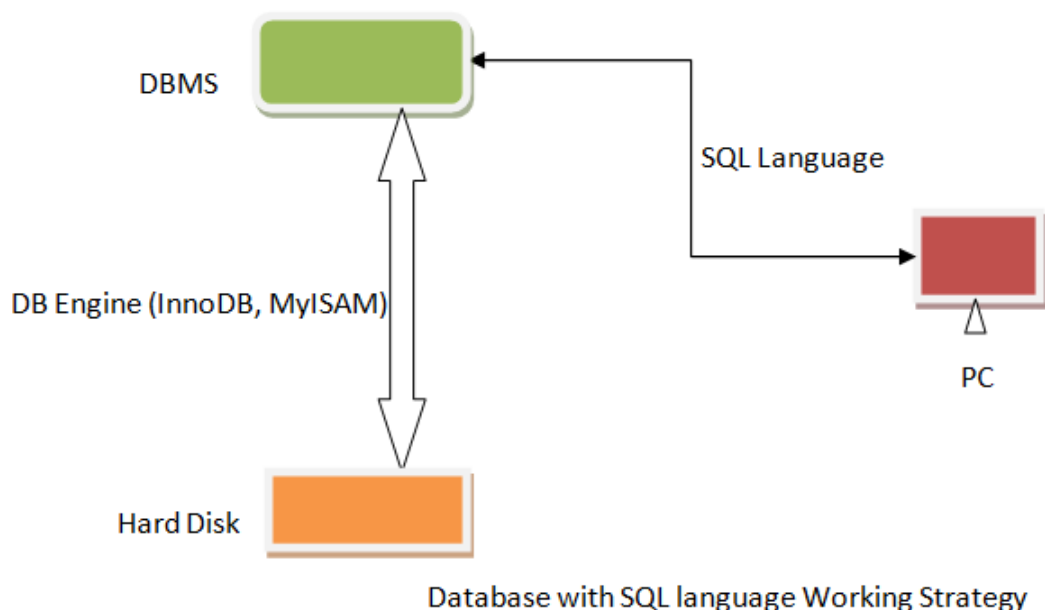 DBMS
SQL Language
DB Engine (InnoDB, MyISAM)
PC
Hard Disk
Database with SQL language Working Strategy